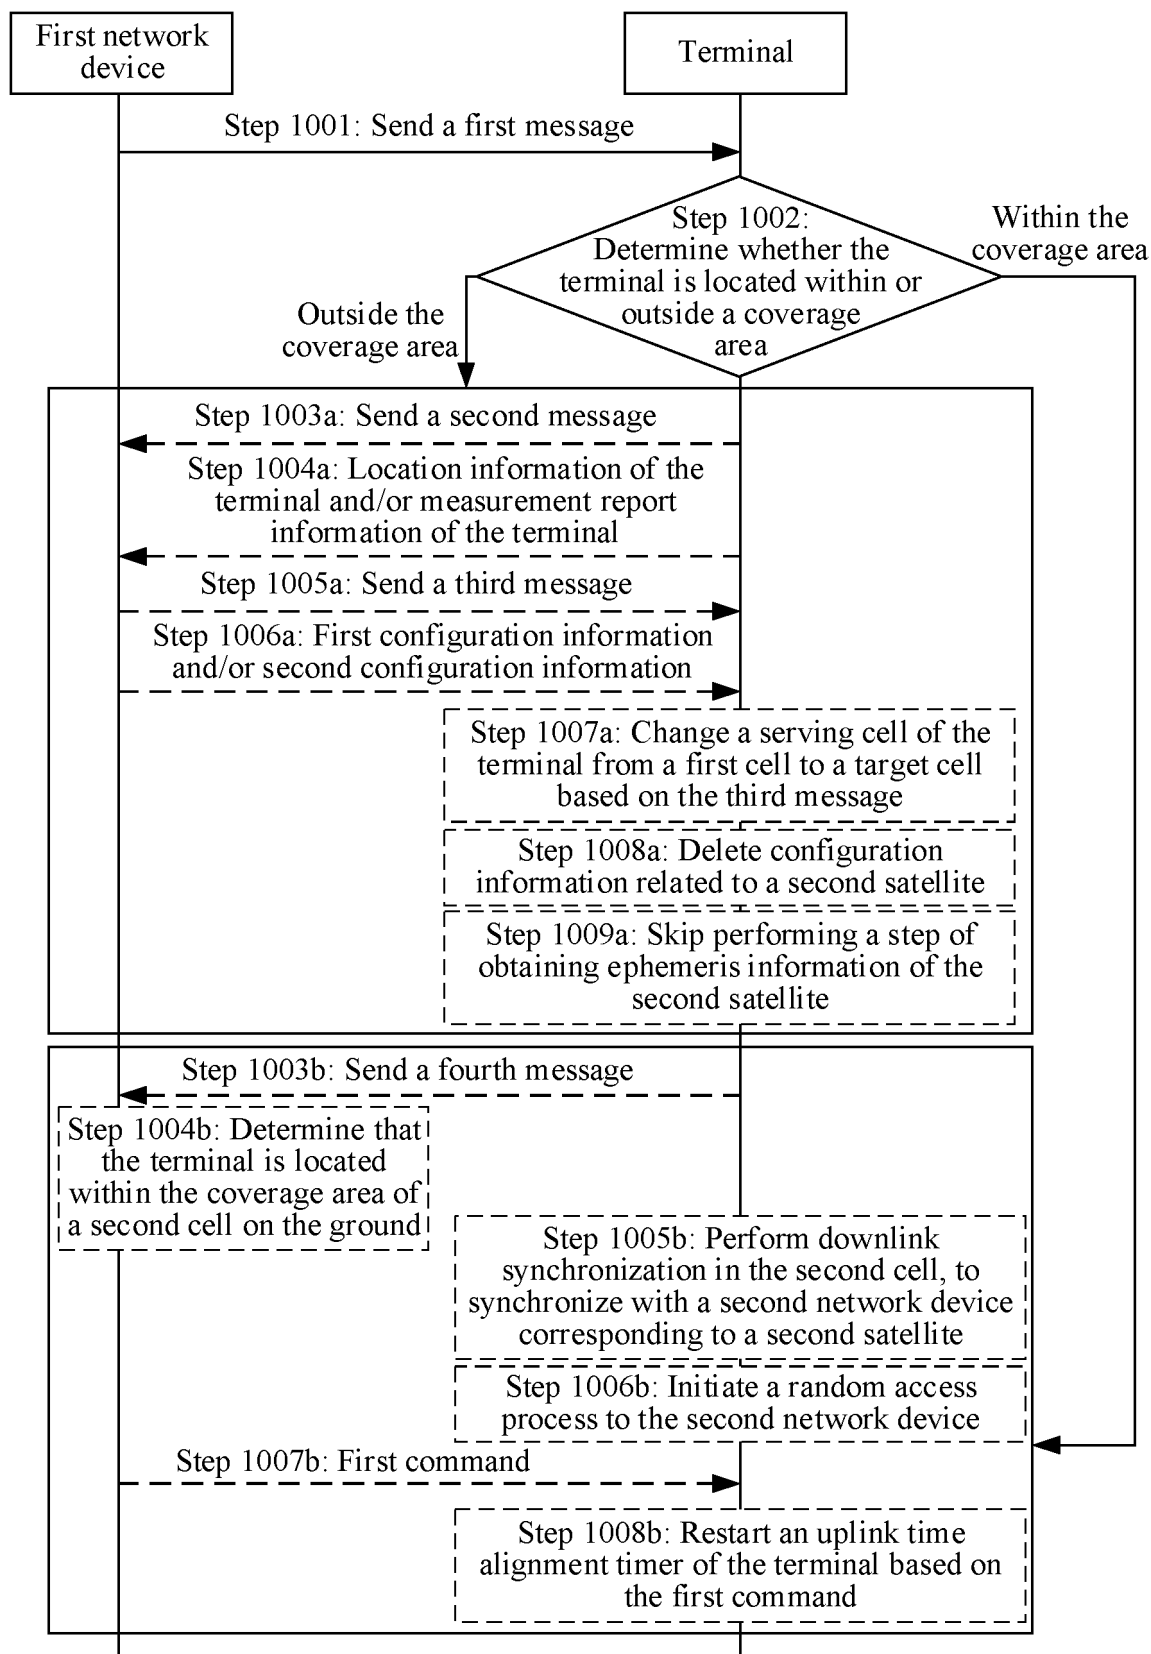 First network
device
Terminal
Step 1001: Send a first message
Step 1002:
Determine whether the
terminal is located within or
outside a coverage
area
Within the
coverage area
Outside the
coverage area
Step 1003a: Send a second message
Step 1004a: Location information of the
terminal and/or measurement report
information of the terminal
Step 1005a: Send a third message
Step 1006a: First configuration information
and/or second configuration information
Step 1007a: Change a serving cell of the
terminal from a first cell to a target cell
based on the third message
Step 1008a: Delete configuration
information related to a second satellite
Step 1009a: Skip performing a step of
obtaining ephemeris information of the
second satellite
Step 1003b: Send a fourth message
Step 1004b: Determine that
the terminal is located
within the coverage area of
a second cell on the ground
Step 1005b: Perform downlink
synchronization in the second cell, to
synchronize with a second network device
corresponding to a second satellite
Step 1006b: Initiate a random access
process to the second network device
Step 1007b: First command
Step 1008b: Restart an uplink time
alignment timer of the terminal based on
the first command